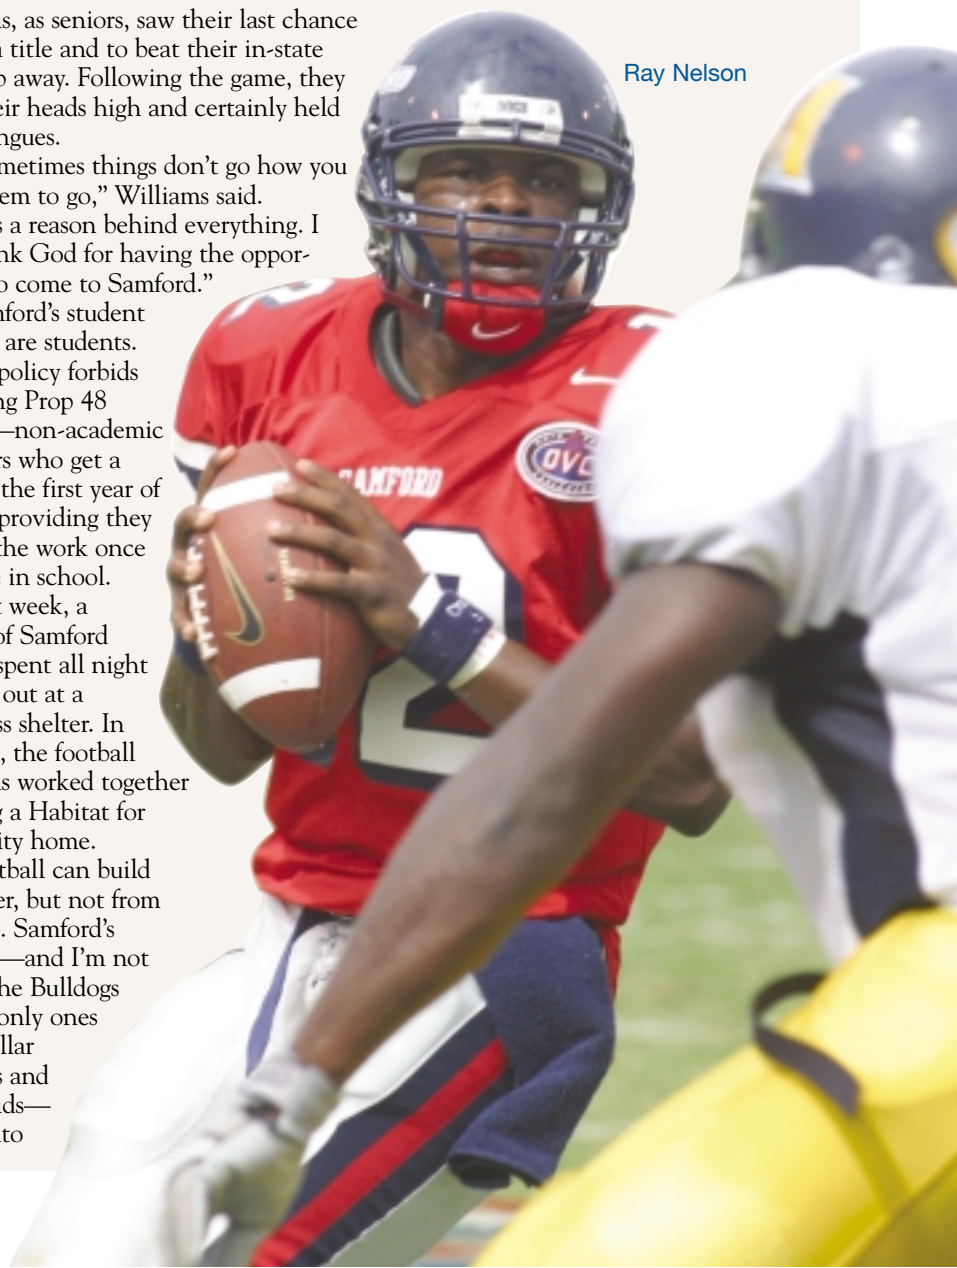 as, as seniors, saw their last chance
title and to beat their in-state
away. Following the game, they
eir heads high and certainly held
ngues.
metimes things don’t go how you
em to go,” Williams said.
s a reason behind everything. I
nk God for having the oppor-
o come to Samford.”
nford’s student
are students.
policy forbids
ng Prop 48
—non-academic
rs who get a
the first year of
providing they
the work once
in school.
week, a
of Samford
spent all night
out at a
ss shelter. In
, the football
as worked together
g a Habitat for
ity home.
tball can build
er, but not from
. Samford’s
—and I’m not
he Bulldogs
only ones
llar
s and
ids—
to
Ray Nelson
SAMFORD
OVC
2